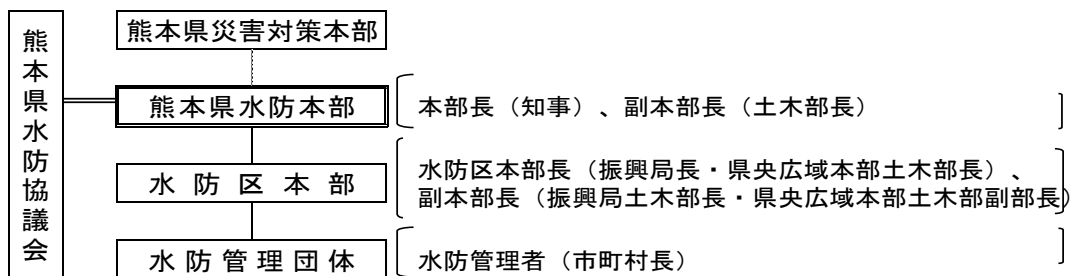 熊本県水防協議会
熊本県災害対策本部
熊本県水防本部
本部長（知事）、副本部長（土木部長）
水防区本部
水防区本部長（振興局長・県央広域本部土木部長）、
副本部長（振興局土木部長・県央広域本部土木部副部長）
水防管理団体
水防管理者（市町村長）